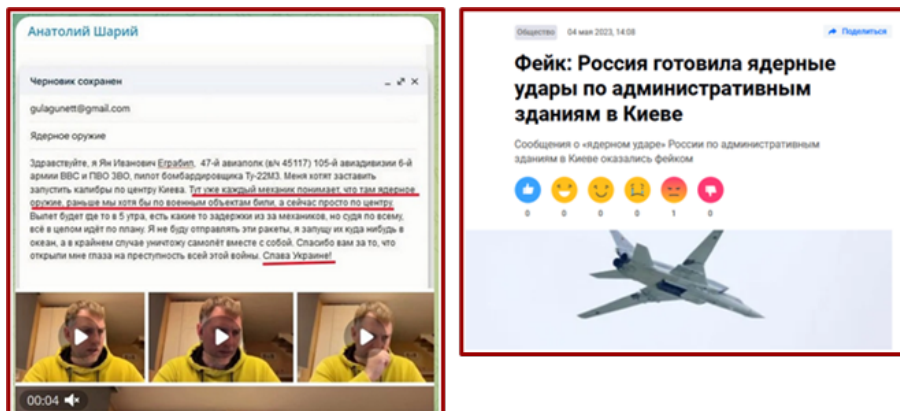 Анатолий Шарий
Черновик сохранен
gulagunett@gmail.com
Ядерное оружие
Здравствуйте, я Ян Иванович Еграбил, 47-й авиаполк (в/ч 45117) 105-й авиадивизии 6-й
армии ВВС и ПВО ЗВО, пилот бомбардировщика Ту-22М3. Меня хотят заставить
запустить калибры по центру Киева. Тут уже каждый механик понимает, что там ядерное
оружие, раньше мы хотя бы по военным объектам били, а сейчас просто по центру.
Вылет будет где то в 5 утра, есть какие то задержки из за механиков, но судя по всему,
всё в целом идёт по плану. Я не буду отправлять эти ракеты, я запущу их куда нибудь в
океан, а в крайнем случае уничтожу самолёт вместе с собой. Спасибо вам за то, что
открыли мне глаза на преступность всей этой войны. Слава Украине!
00:04
Общество 04 мая 2023, 14:08 Поделиться
Фейк: Россия готовила ядерные
удары по административным
зданиям в Киеве
Сообщения о «ядерном ударе» России по административным
зданиям в Киеве оказались фейком
0 0 0 0 1 0